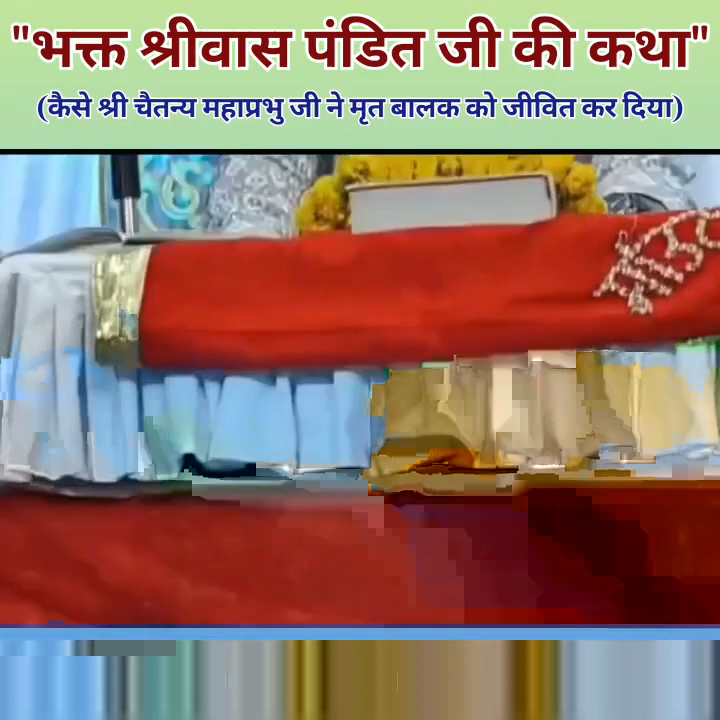 "भक्त श्रीवास पंडित जी की कथा"
(कैसे श्री चैतन्य महाप्रभु जी ने मृत बालक को जीवित कर दिया)